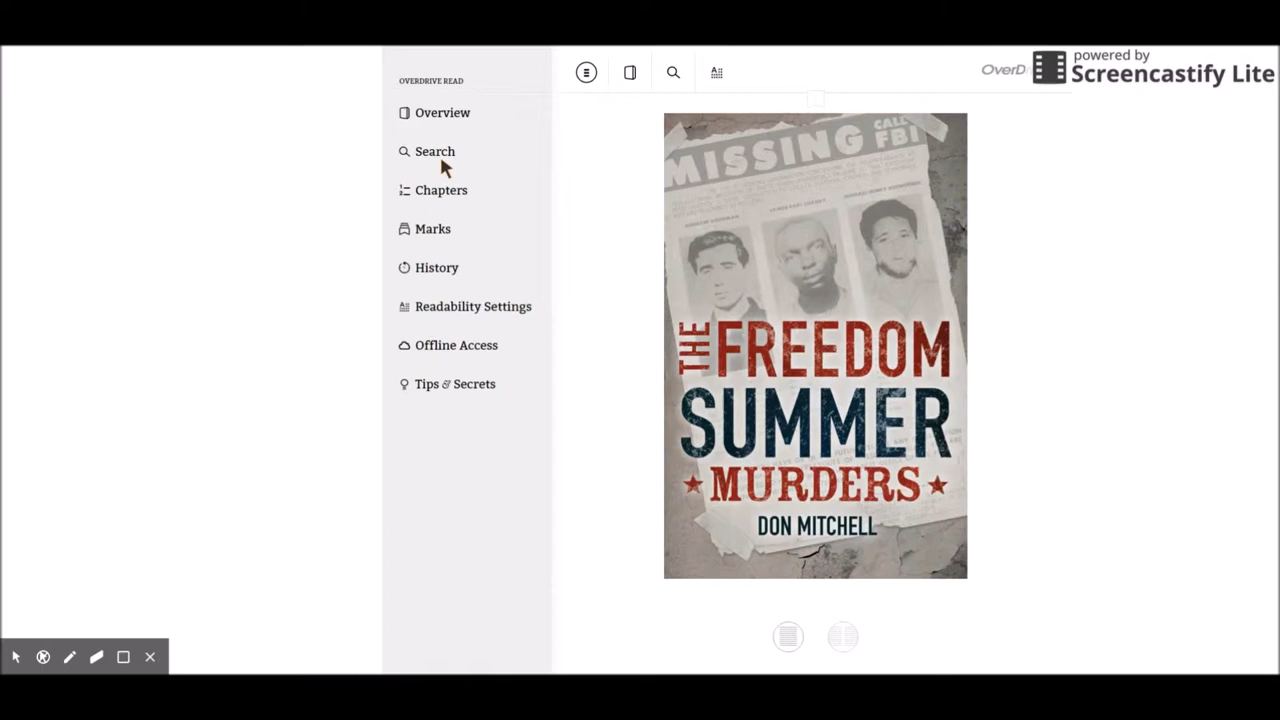 OVERDRIVE READ
Overview
Search
Chapters
Marks
History
Readability Settings
Offline Access
Tips & Secrets
OverD
powered by
Screencastify Lite
MISSING
CALL
FBI
THE FREEDOM
SUMMER
MURDERS
DON MITCHELL